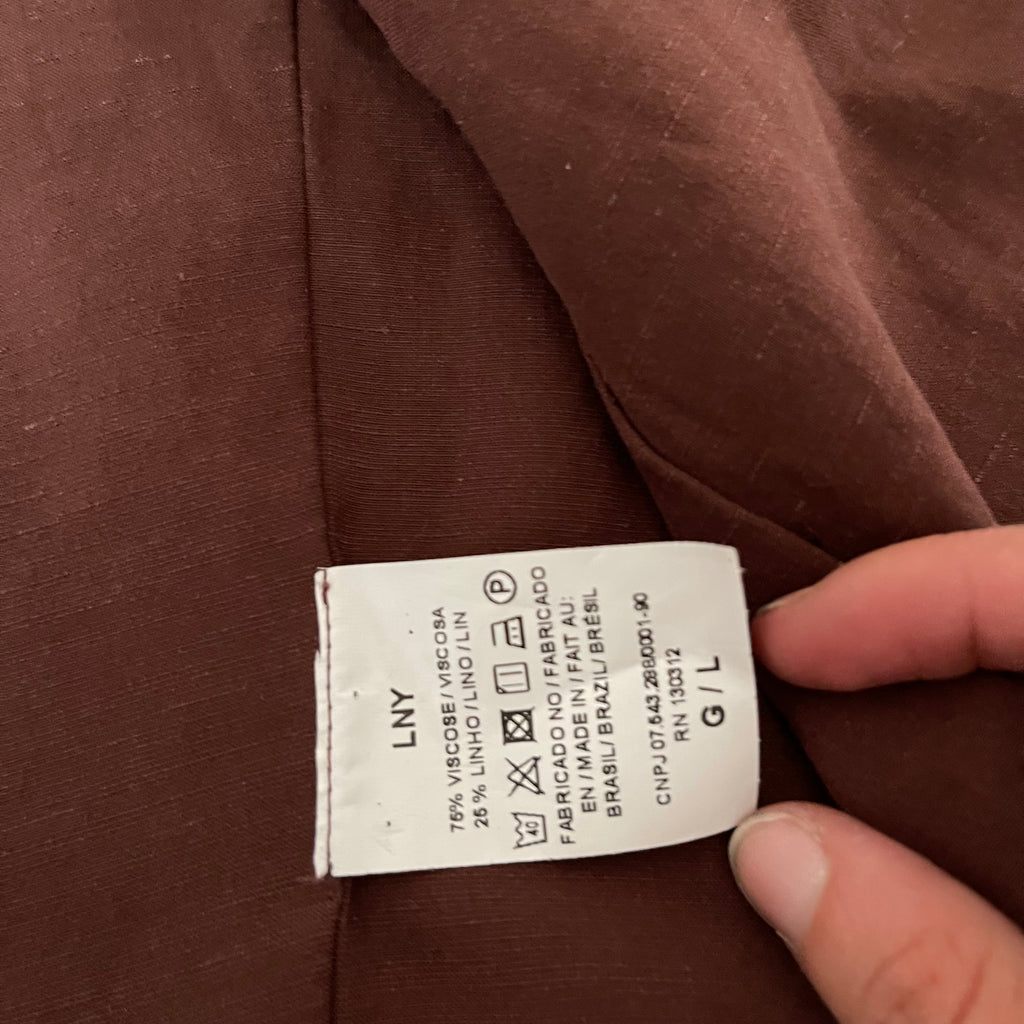 LNY
75% VISCOSE / VISCOSA
25 % LINHO / LINO / LIN
40 P
FABRICADO NO / FABRICADO
EN / MADE IN / FAIT AU:
BRASIL / BRAZIL / BRÉSIL
CNPJ 07.543.288/0001-90
RN 130312
G / L